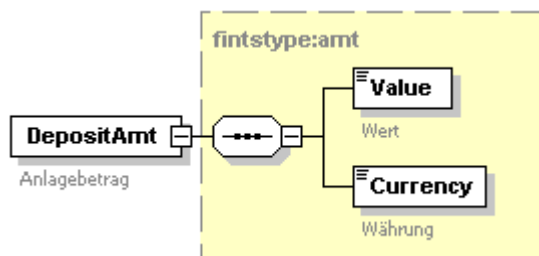 fintstype:amt
Value
Wert
DepositAmt
Anlagebetrag
Currency
Währung